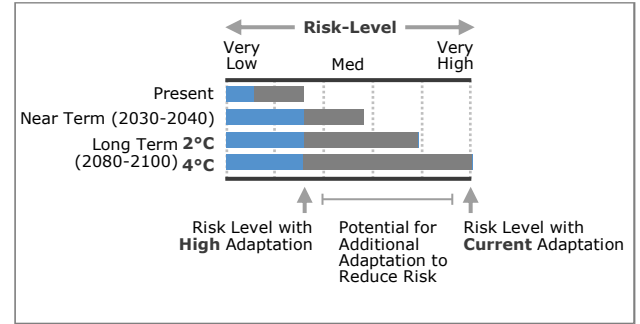 Risk-Level
Very Low
Med
Very High
Present
Near Term (2030-2040)
Long Term 2°C
(2080-2100) 4°C
Risk Level with
High Adaptation
Potential for
Additional
Adaptation to
Reduce Risk
Risk Level with
Current Adaptation